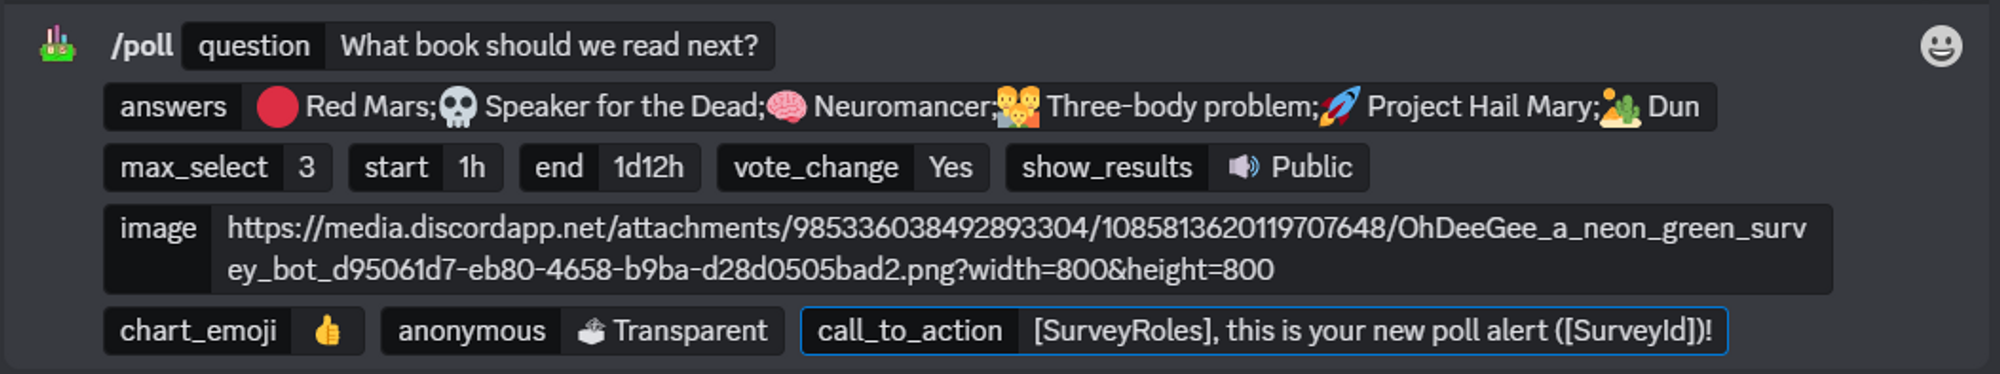 /poll question What book should we read next?
answers 🔴 Red Mars;💀 Speaker for the Dead;🧠 Neuromancer;👨‍👩‍👧 Three-body problem;🚀 Project Hail Mary;🏜️ Dun
max_select 3 start 1h end 1d12h vote_change Yes show_results 🔊 Public
image https://media.discordapp.net/attachments/985336038492893304/1085813620119707648/OhDeeGee_a_neon_green_surv
ey_bot_d95061d7-eb80-4658-b9ba-d28d0505bad2.png?width=800&height=800
chart_emoji 👍 anonymous 🗳️ Transparent call_to_action [SurveyRoles], this is your new poll alert ([SurveyId])!